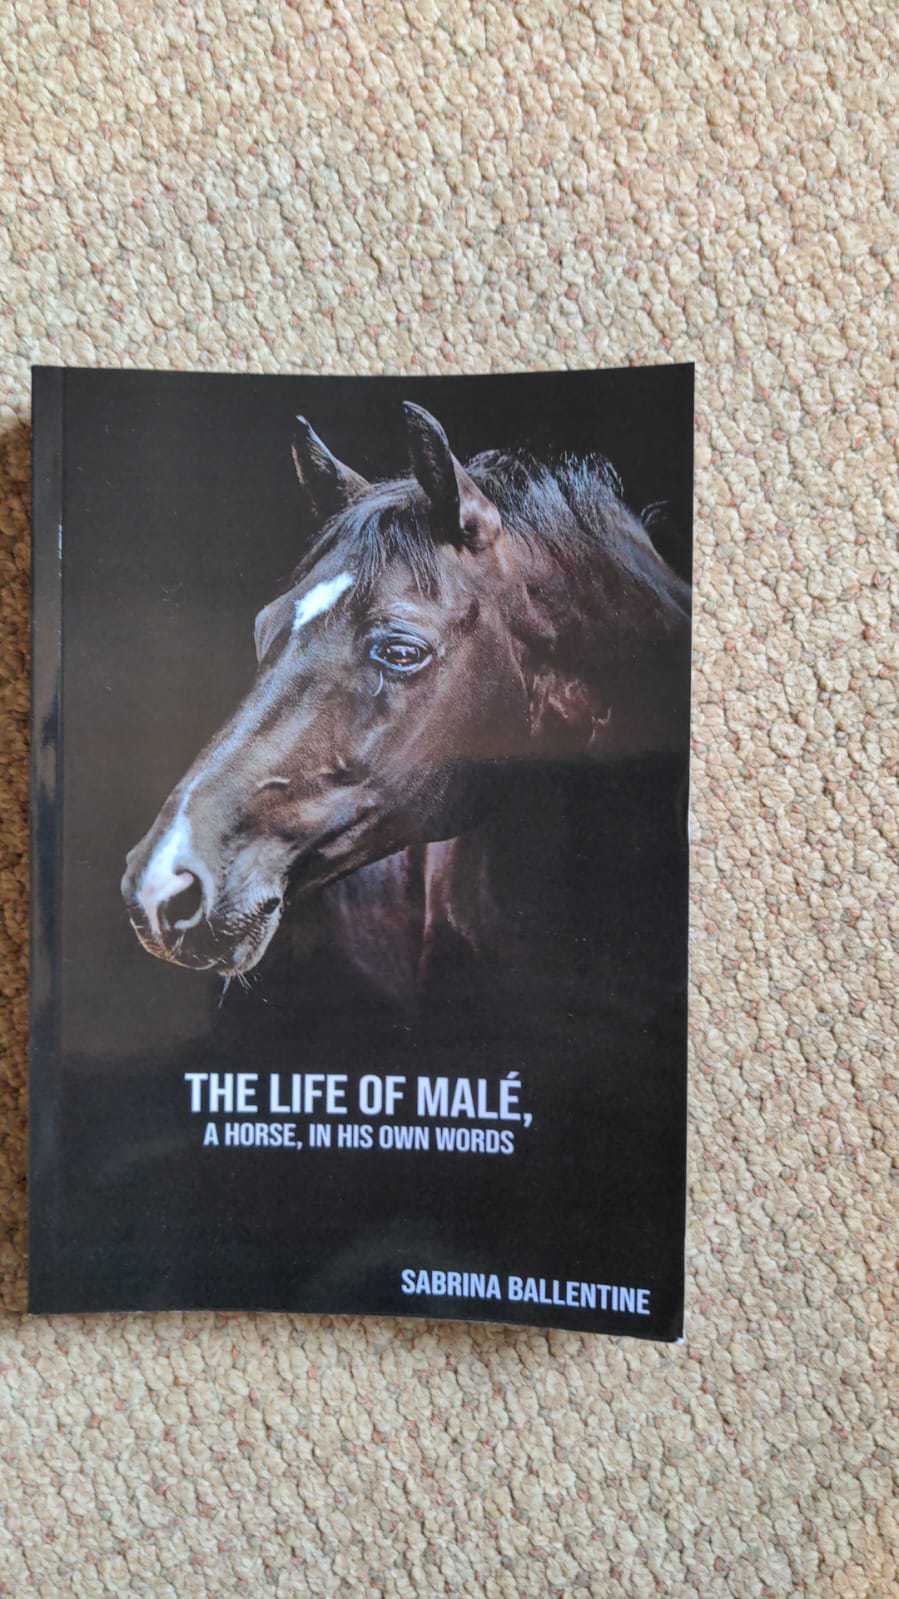 THE LIFE OF MALÉ,
A HORSE, IN HIS OWN WORDS
SABRINA BALLENTINE